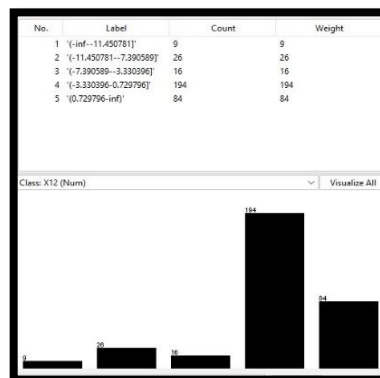 No. Label Count Weight
1 '(-inf--11.450781]' 9 9
2 '(-11.450781--7.390589]' 26 26
3 '(-7.390589--3.330396]' 16 16
4 '(-3.330396-0.729796]' 194 194
5 '(0.729796-inf)' 84 84
Class: X12 (Num) Visualize All
9
26
16
194
84